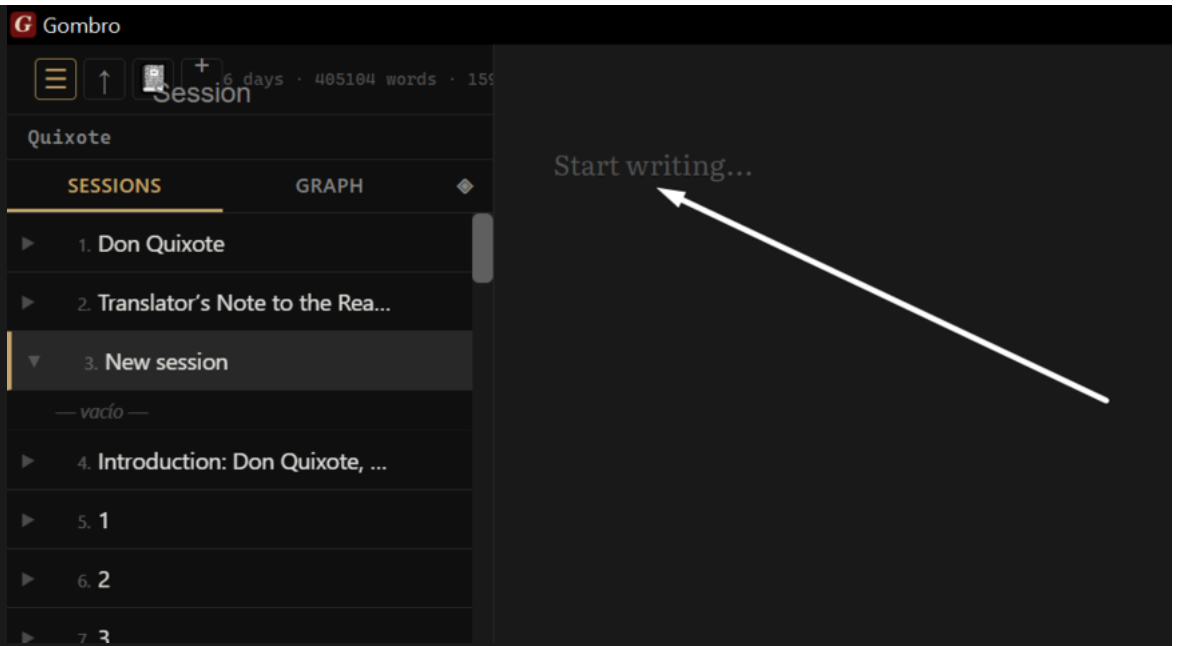 G Gombro
☰ ↑ + Session 6 days · 405104 words · 159
Quixote
SESSIONS GRAPH
1. Don Quixote
2. Translator’s Note to the Rea...
3. New session
— vacío —
4. Introduction: Don Quixote, ...
5. 1
6. 2
7. 3
Start writing...